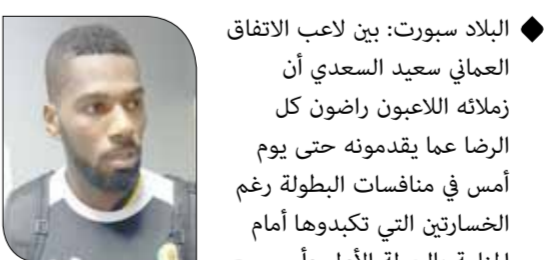 البلاد سبورت: بين لاعب الاتفاق
العماني سعيد السعدي أن
زملائه اللاعبون راضون كل
الرضا عما يقدمونه حتى يوم
أمس في منافسات البطولة رغم
الخسارتين التي تكبدوها أمام